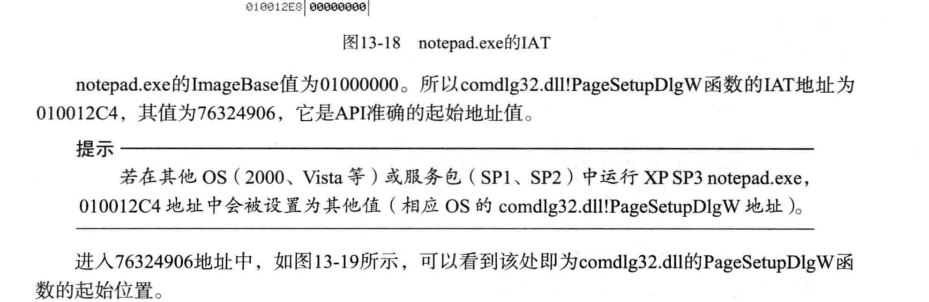 010012E8 00000000
图13-18 notepad.exe的IAT
notepad.exe的ImageBase值为01000000。所以comdlg32.dll!PageSetupDlgW函数的IAT地址为
010012C4，其值为76324906，它是API准确的起始地址值。
提示
若在其他 OS（2000、Vista 等）或服务包（SP1、SP2）中运行 XP SP3 notepad.exe，
010012C4 地址中会被设置为其他值（相应 OS 的 comdlg32.dll!PageSetupDlgW 地址）。
进入76324906地址中，如图13-19所示，可以看到该处即为comdlg32.dll的PageSetupDlgW函
数的起始位置。